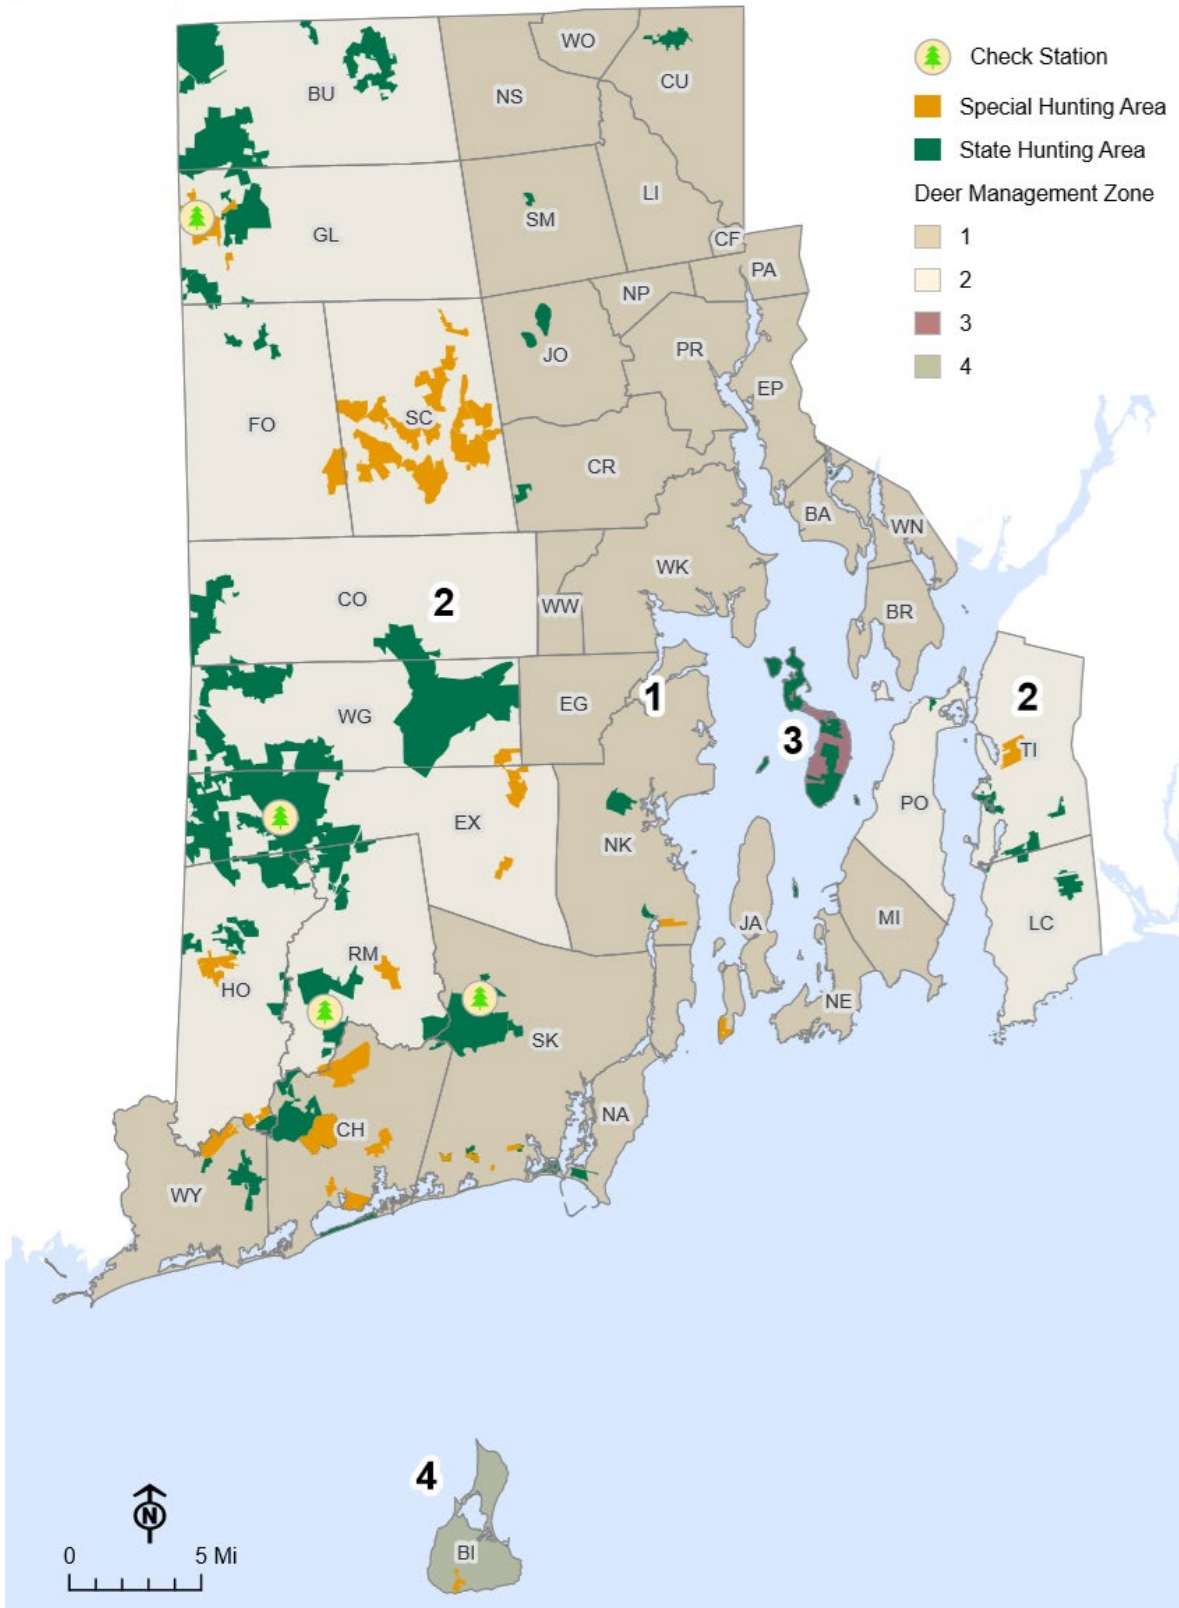 WO
CU
BU
NS
LI
GL
SM
CF
PA
NP
JO
PR
EP
FO
SC
CR
BA
WN
WK
CO
2
WW
BR
WG
EG
1
3
2
TI
EX
NK
PO
RM
JA
MI
LC
HO
NE
SK
NA
CH
WY
4
BI
Check Station
Special Hunting Area
State Hunting Area
Deer Management Zone
1
2
3
4
N
0 5 Mi